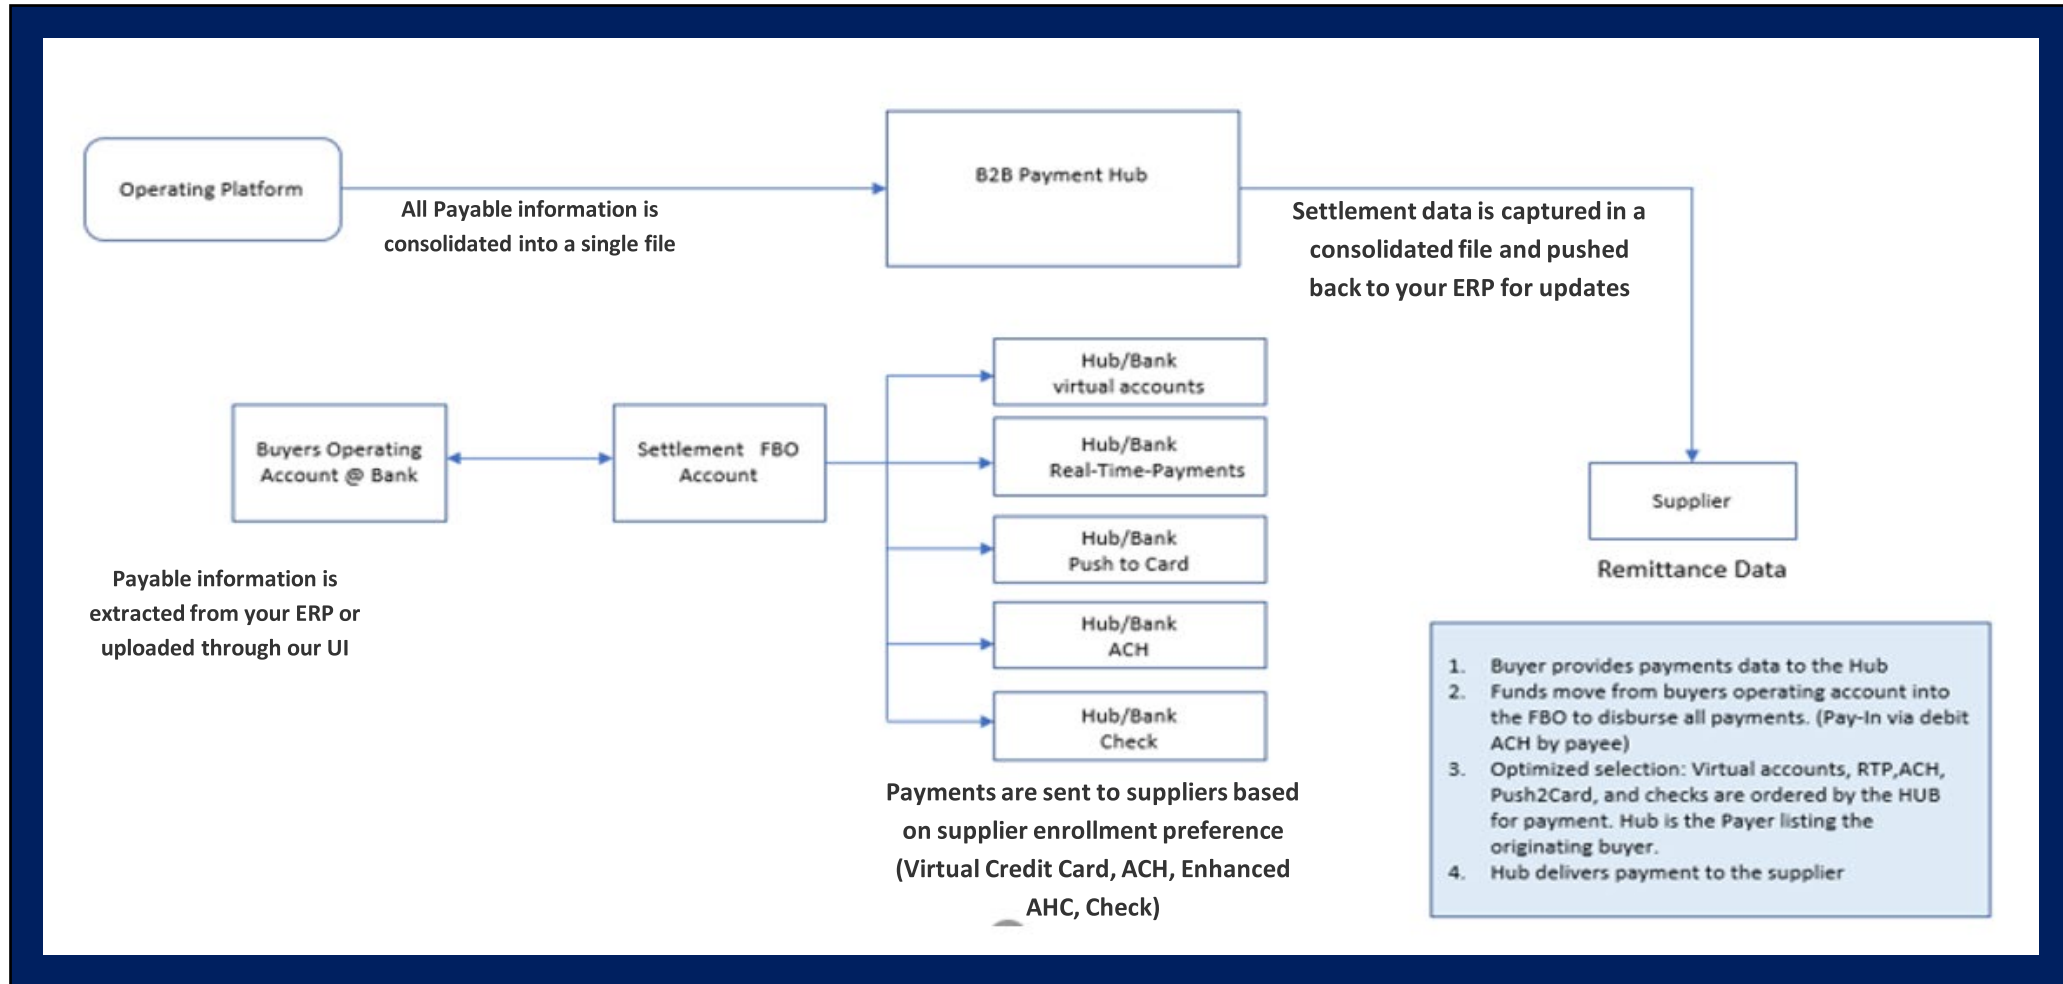 Operating Platform
All Payable information is
consolidated into a single file
B2B Payment Hub
Settlement data is captured in a
consolidated file and pushed
back to your ERP for updates
Buyers Operating
Account @ Bank
Settlement FBO
Account
Hub/Bank
virtual accounts
Hub/Bank
Real-Time-Payments
Hub/Bank
Push to Card
Hub/Bank
ACH
Hub/Bank
Check
Supplier
Remittance Data
Payable information is
extracted from your ERP or
uploaded through our UI
Payments are sent to suppliers based
on supplier enrollment preference
(Virtual Credit Card, ACH, Enhanced
AHC, Check)
1. Buyer provides payments data to the Hub
2. Funds move from buyers operating account into
the FBO to disburse all payments. (Pay-In via debit
ACH by payee)
3. Optimized selection: Virtual accounts, RTP,ACH,
Push2Card, and checks are ordered by the HUB
for payment. Hub is the Payer listing the
originating buyer.
4. Hub delivers payment to the supplier